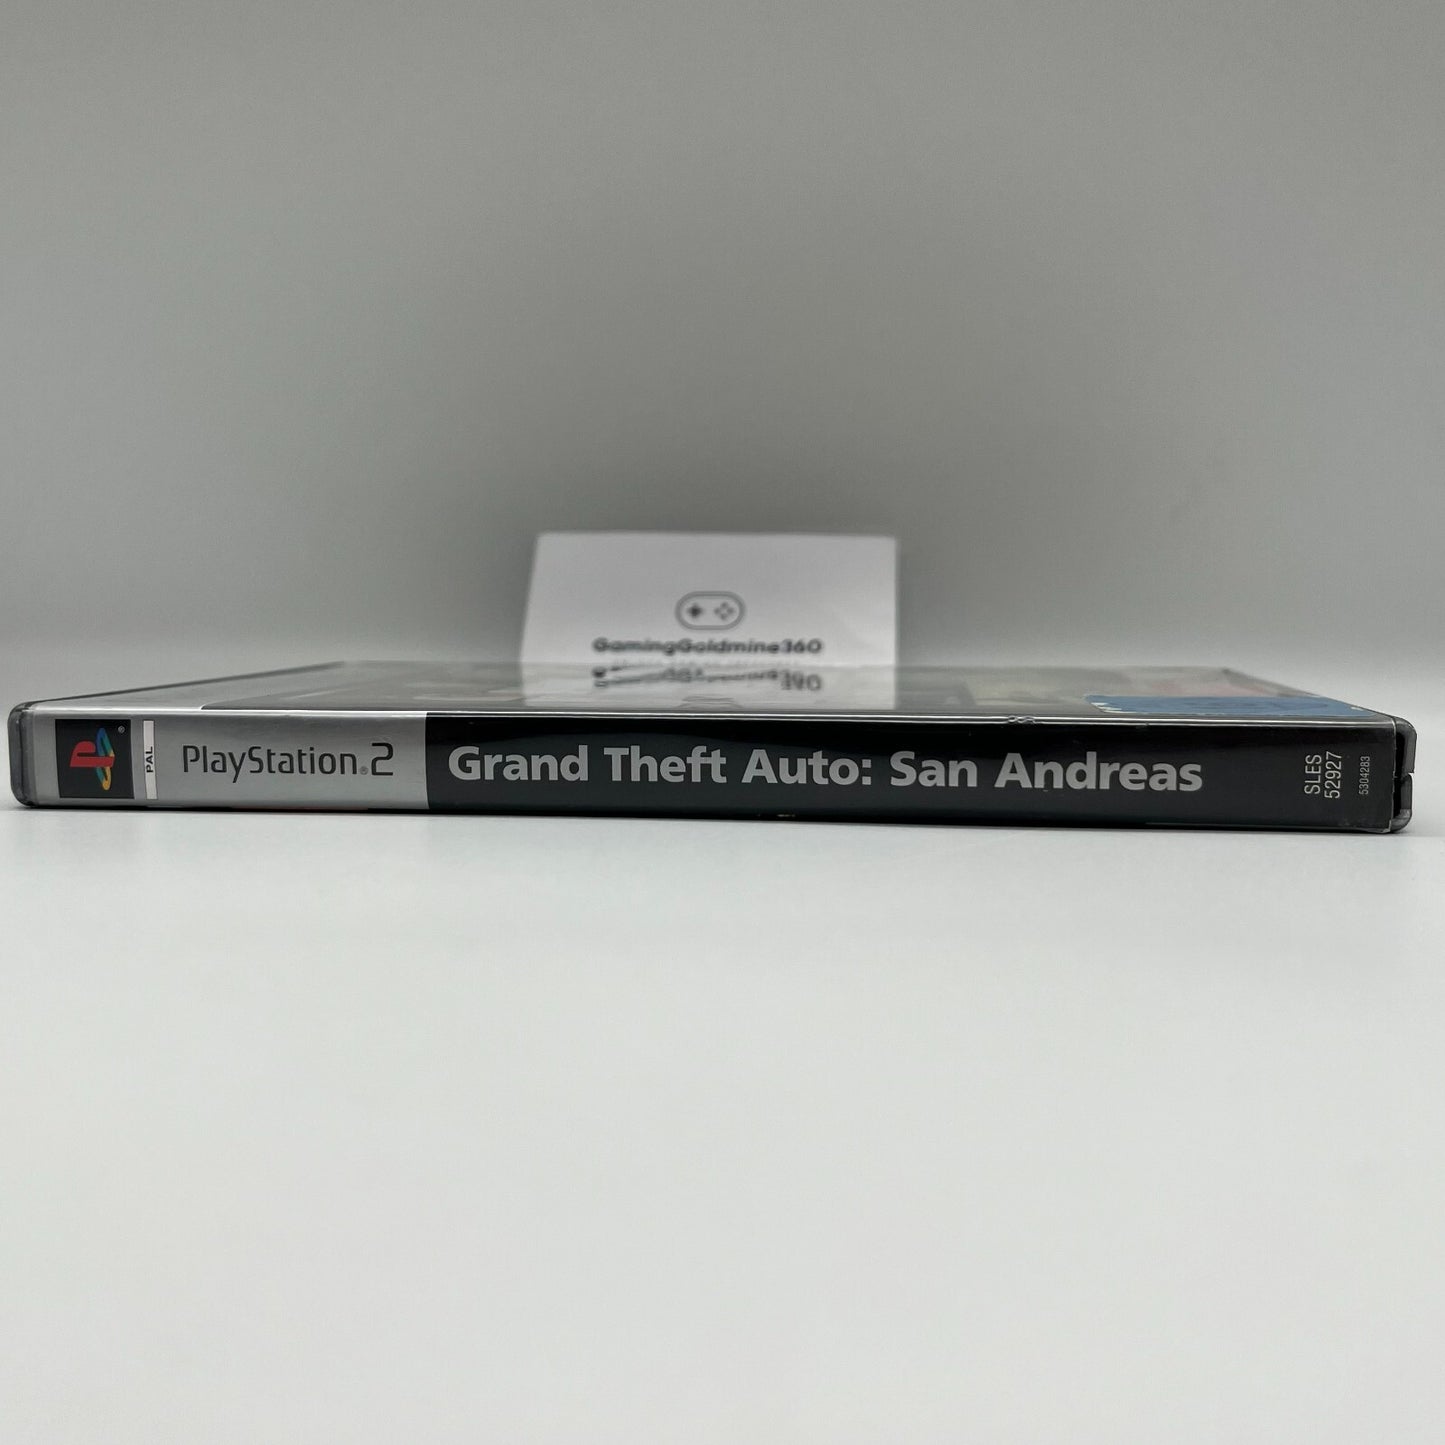 GamingGoldmine360
PAL
PlayStation®2
Grand Theft Auto: San Andreas
SLES
52927
5304283